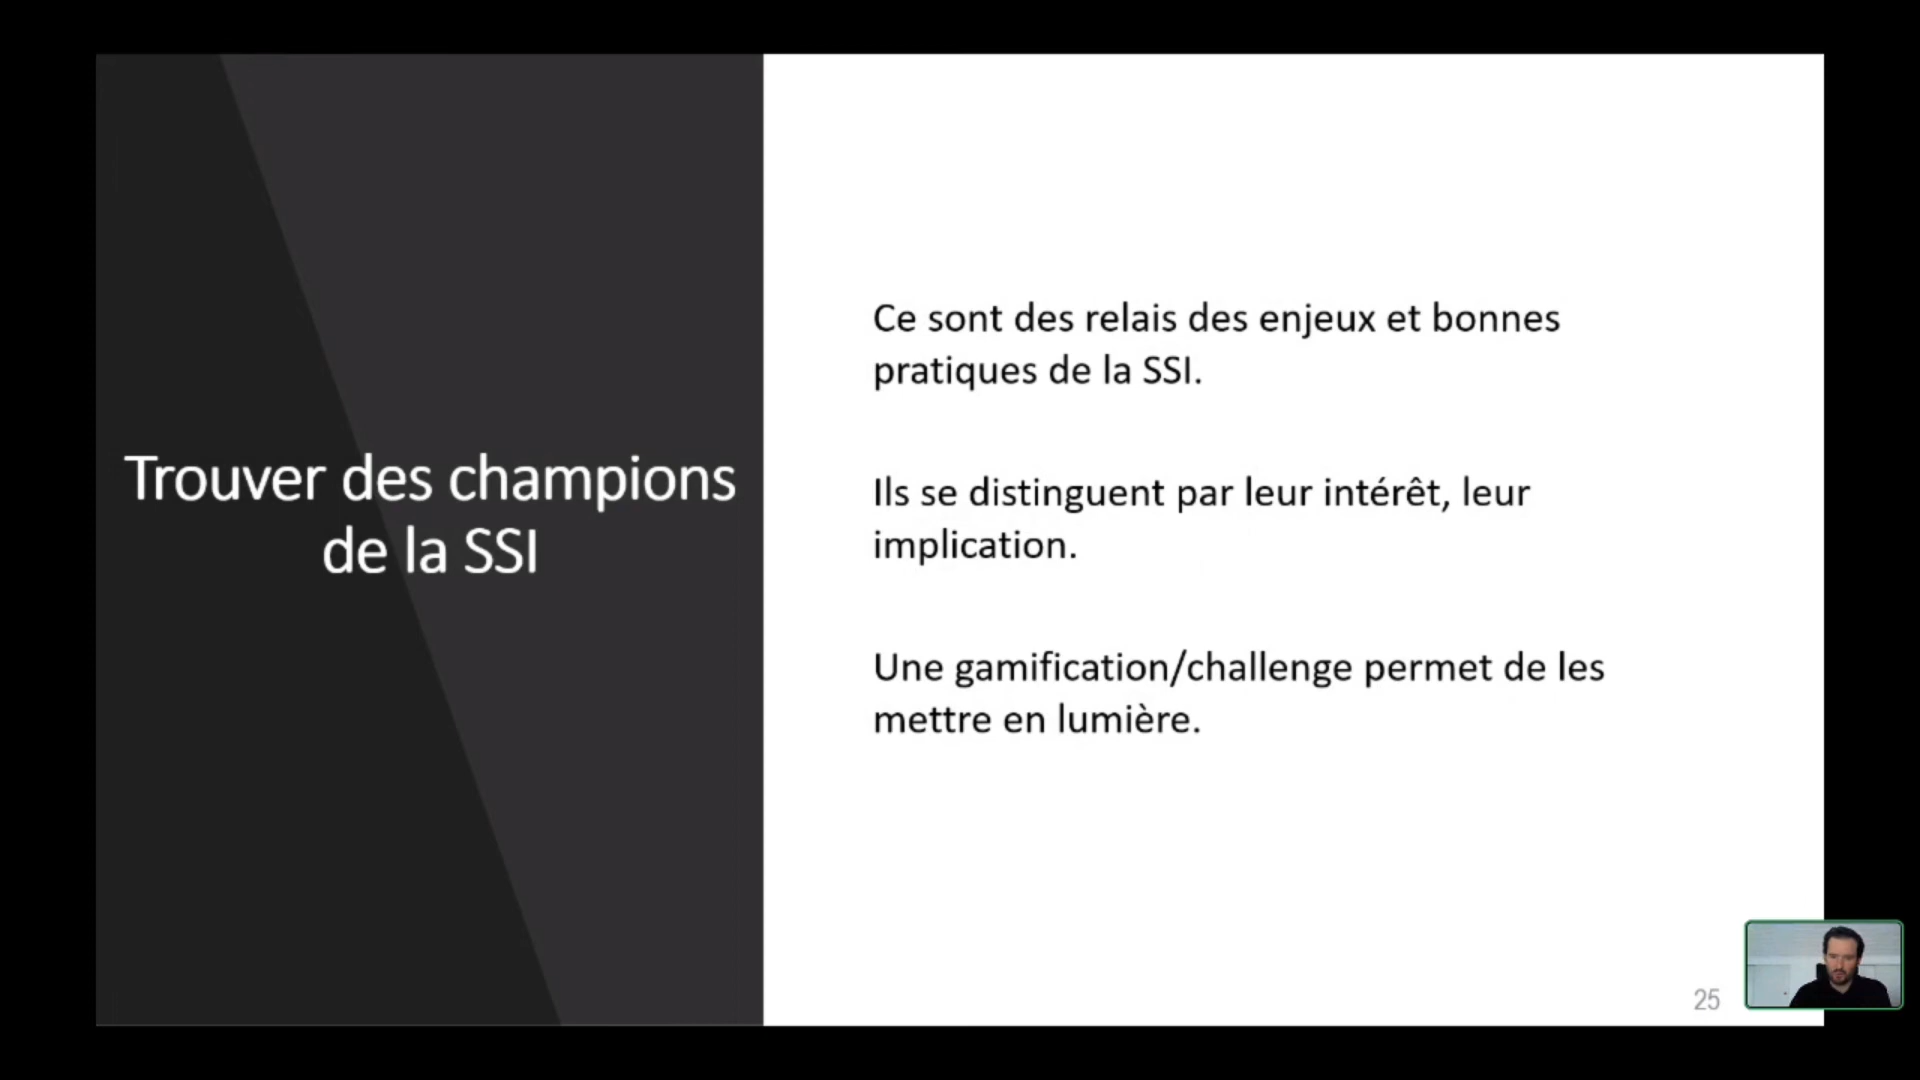 Trouver des champions
de la SSI
Ce sont des relais des enjeux et bonnes
pratiques de la SSI.
Ils se distinguent par leur intérêt, leur
implication.
Une gamification/challenge permet de les
mettre en lumière.
25